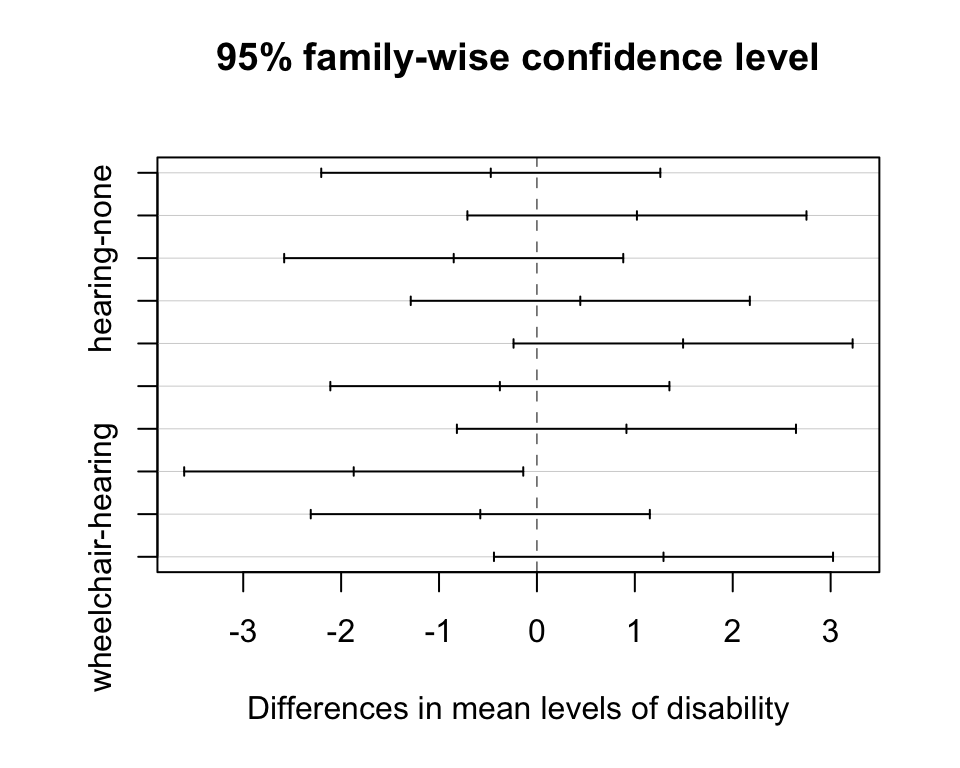 95% family-wise confidence level
hearing-none
wheelchair-hearing
-3 -2 -1 0 1 2 3
Differences in mean levels of disability